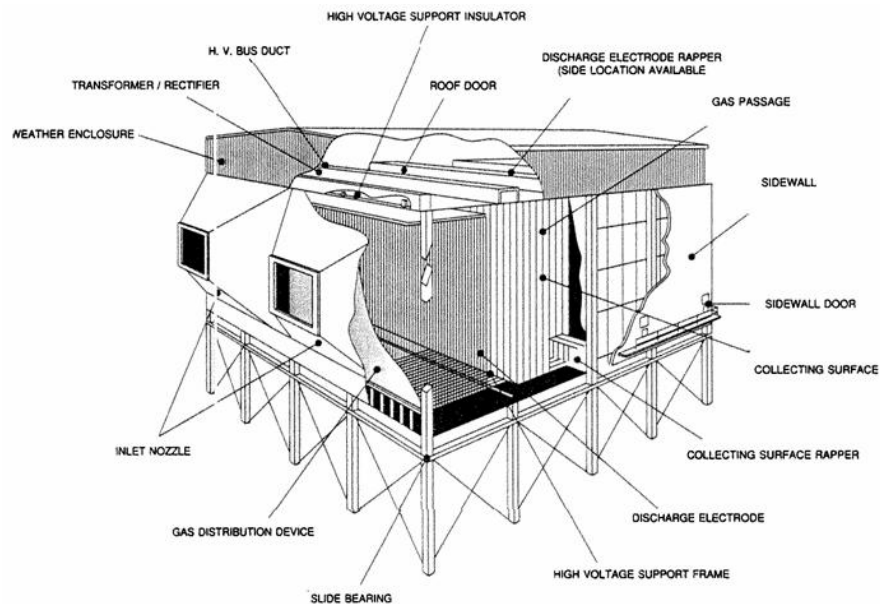 HIGH VOLTAGE SUPPORT INSULATOR
H. V. BUS DUCT
DISCHARGE ELECTRODE RAPPER
(SIDE LOCATION AVAILABLE
TRANSFORMER / RECTIFIER
ROOF DOOR
GAS PASSAGE
WEATHER ENCLOSURE
SIDEWALL
SIDEWALL DOOR
COLLECTING SURFACE
INLET NOZZLE
COLLECTING SURFACE RAPPER
GAS DISTRIBUTION DEVICE
DISCHARGE ELECTRODE
HIGH VOLTAGE SUPPORT FRAME
SLIDE BEARING